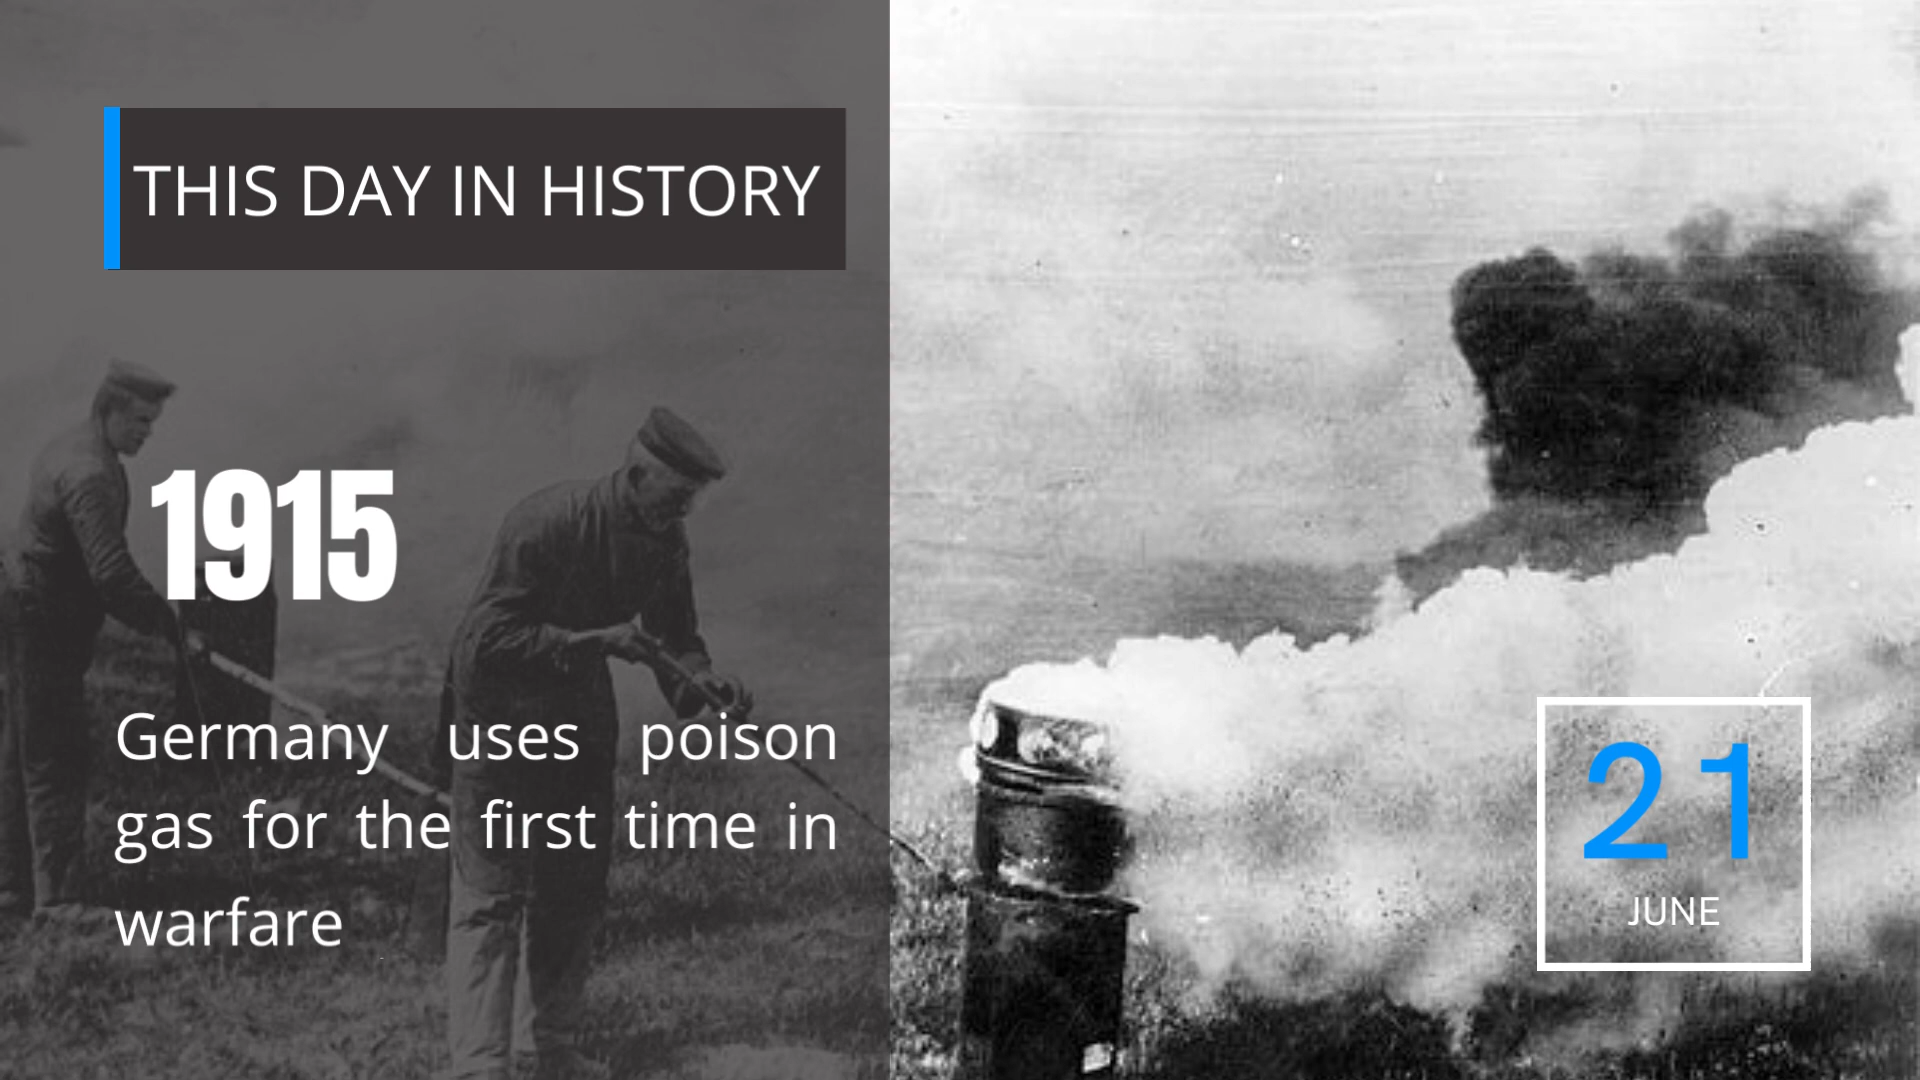 THIS DAY IN HISTORY
1915
Germany uses poison
gas for the first time in
warfare
21
JUNE